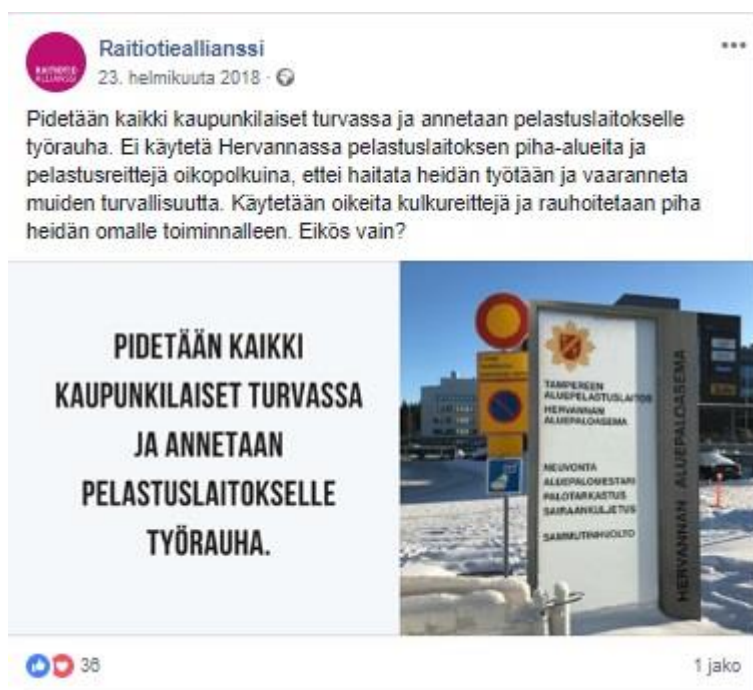 Raitiotieallianssi
23. helmikuuta 2018 ·
Pidetään kaikki kaupunkilaiset turvassa ja annetaan pelastuslaitokselle
työrauha. Ei käytetä Hervannassa pelastuslaitoksen piha-alueita ja
pelastusreittejä oikopolkuina, ettei haitata heidän työtään ja vaaranneta
muiden turvallisuutta. Käytetään oikeita kulkureittejä ja rauhoitetaan piha
heidän omalle toiminnalleen. Eikös vain?
PIDETÄÄN KAIKKI
KAUPUNKILAISET TURVASSA
JA ANNETAAN
PELASTUSLAITOKSELLE
TYÖRAUHA.
TAMPEREEN
ALUEPELASTUSLAITOS
HERVANNAN
ALUEPALOASEMA
NEUVONTA
ALUEPALOMESTARI
PALOTARKASTUS
SAIRAANKULJETUS
SAMMUTINHUOLTO
HERVANNAN ALUEPALOASEMA
36
1 jako